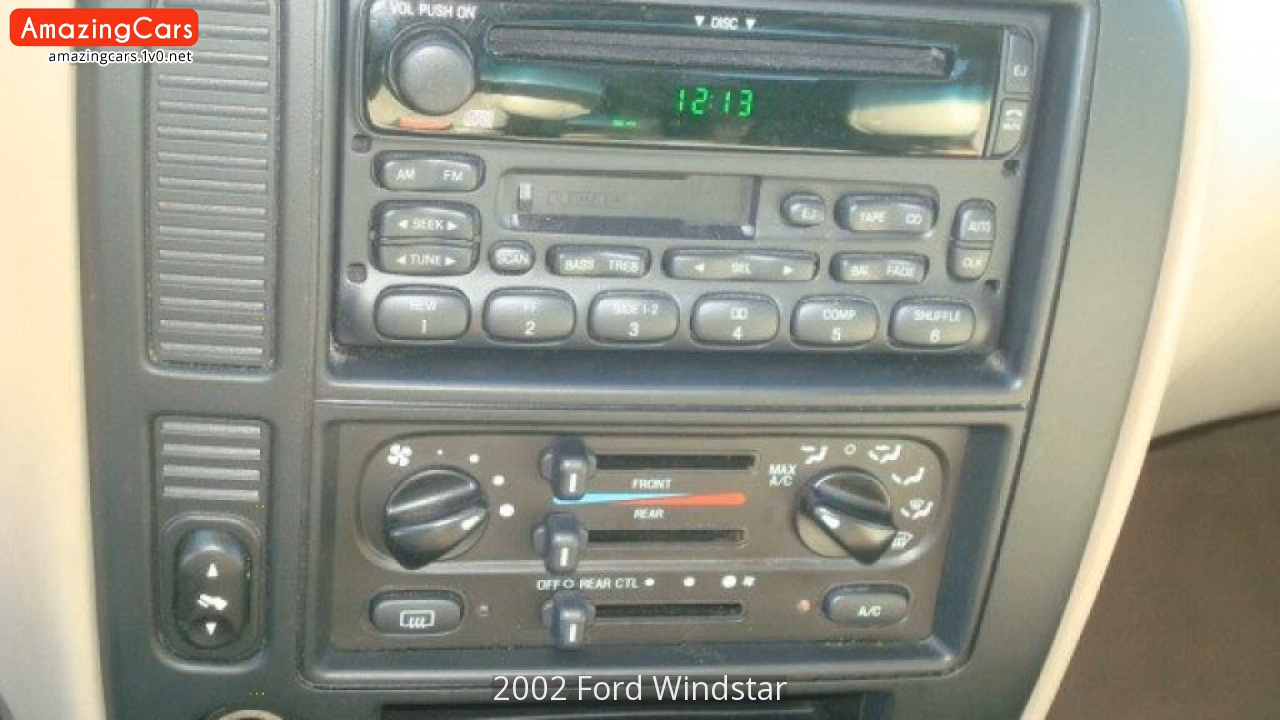 AmazingCars
amazingcars.1v0.net
VOL PUSH ON
▼ DISC ▼
EJ
12:13
AM FM
EJ
TAPE CD
AUTO
◀ SEEK ▶
◀ TUNE ▶
SCAN
BASS TREB
◀ SEL ▶
BAL FADE
CLK
REW
1
FF
2
SIDE 1-2
3
4
COMP
5
SHUFFLE
6
FRONT
MAX
A/C
REAR
OFF O REAR CTL
A/C
2002 Ford Windstar